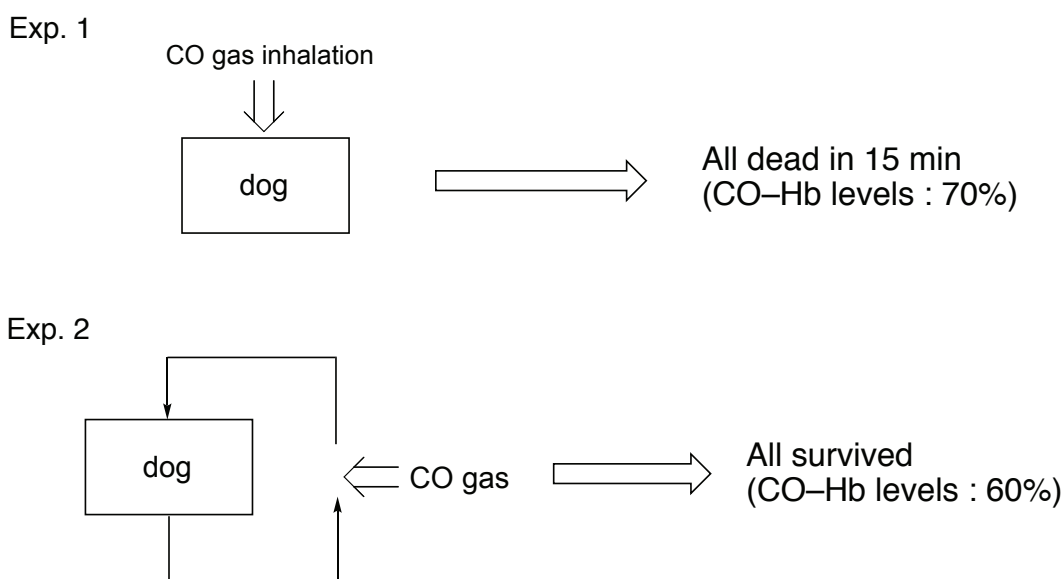 Exp. 1
CO gas inhalation
dog
All dead in 15 min
(CO–Hb levels : 70%)
Exp. 2
dog
CO gas
All survived
(CO–Hb levels : 60%)